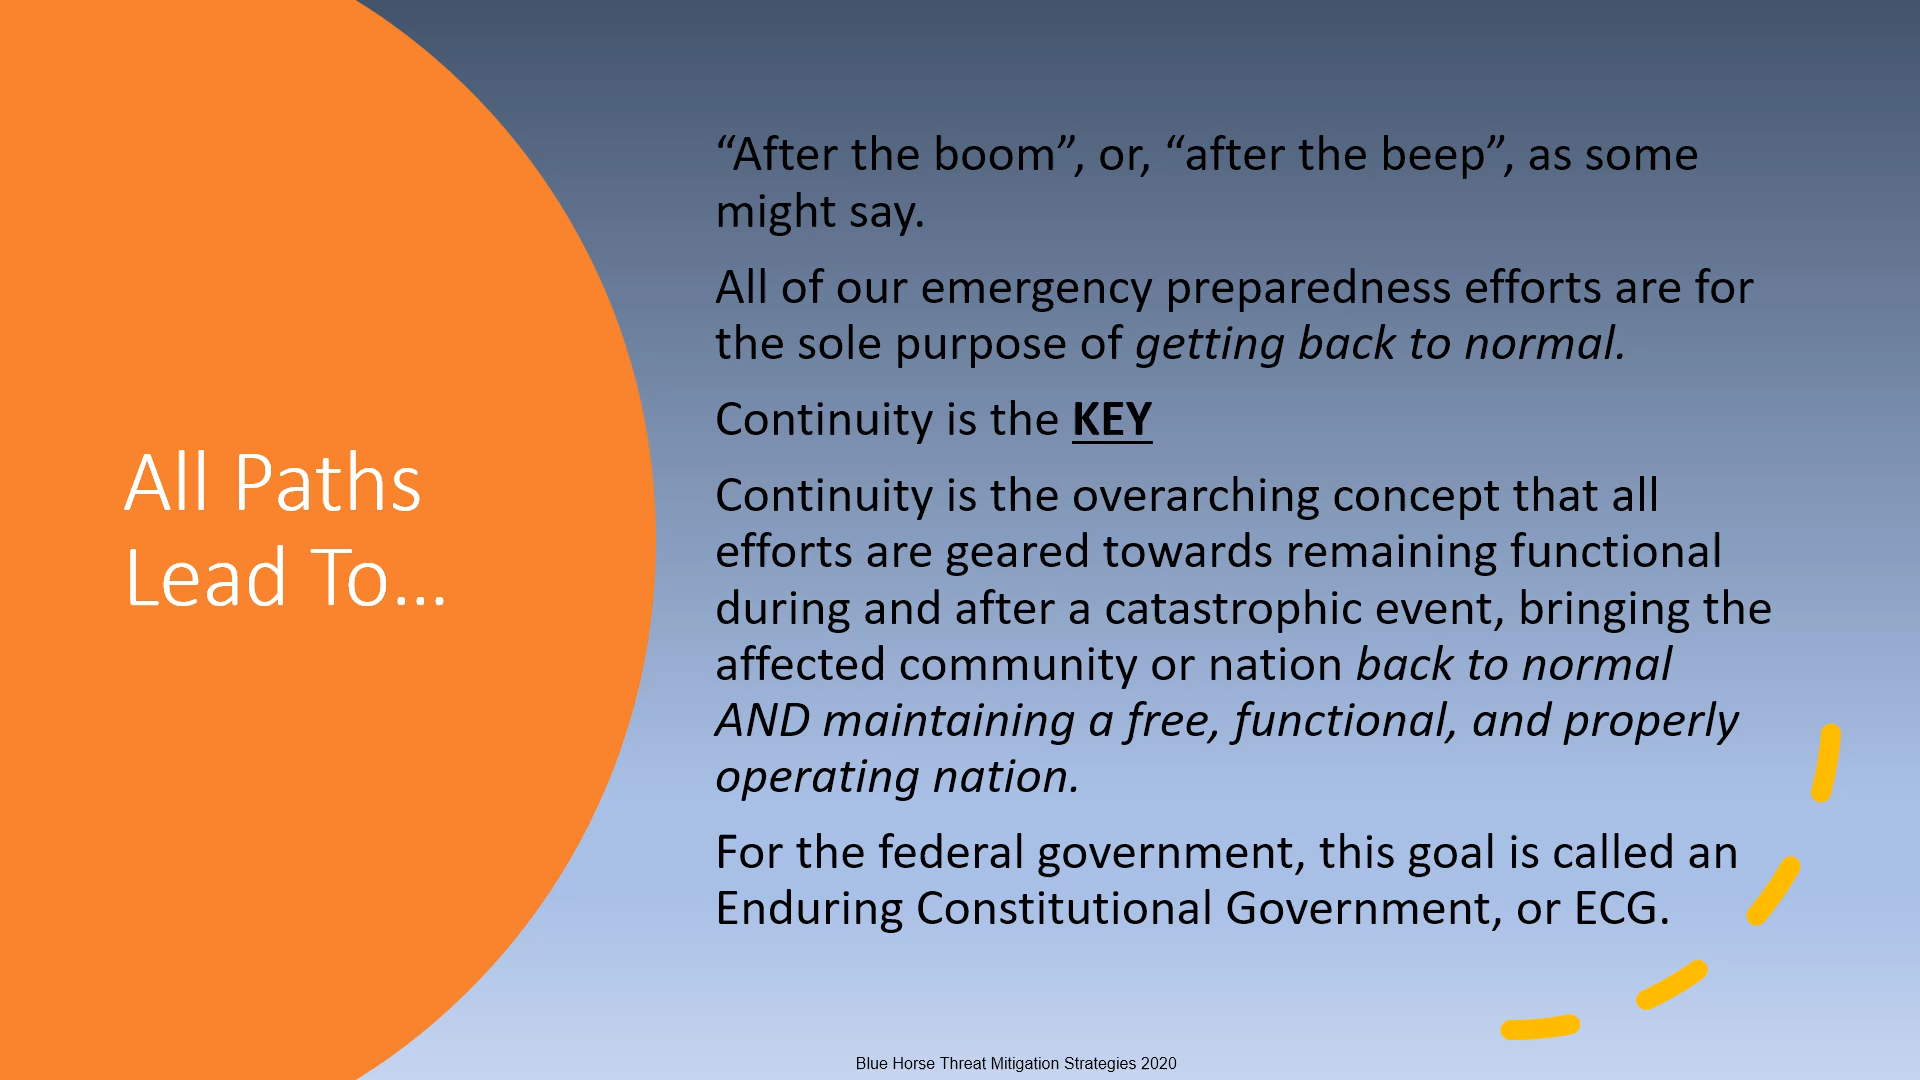 All Paths
Lead To...
“After the boom”, or, “after the beep”, as some
might say.
All of our emergency preparedness efforts are for
the sole purpose of getting back to normal.
Continuity is the KEY
Continuity is the overarching concept that all
efforts are geared towards remaining functional
during and after a catastrophic event, bringing the
affected community or nation back to normal
AND maintaining a free, functional, and properly
operating nation.
For the federal government, this goal is called an
Enduring Constitutional Government, or ECG.
Blue Horse Threat Mitigation Strategies 2020